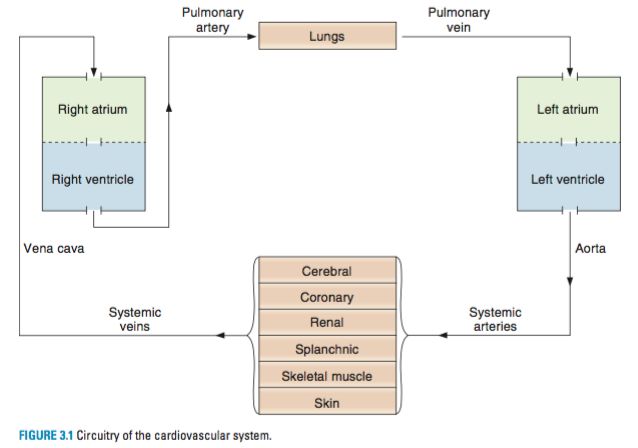 Pulmonary
artery
Lungs
Pulmonary
vein
Right atrium
Right ventricle
Left atrium
Left ventricle
Vena cava
Aorta
Systemic
veins
Cerebral
Coronary
Renal
Splanchnic
Skeletal muscle
Skin
Systemic
arteries
FIGURE 3.1 Circuitry of the cardiovascular system.